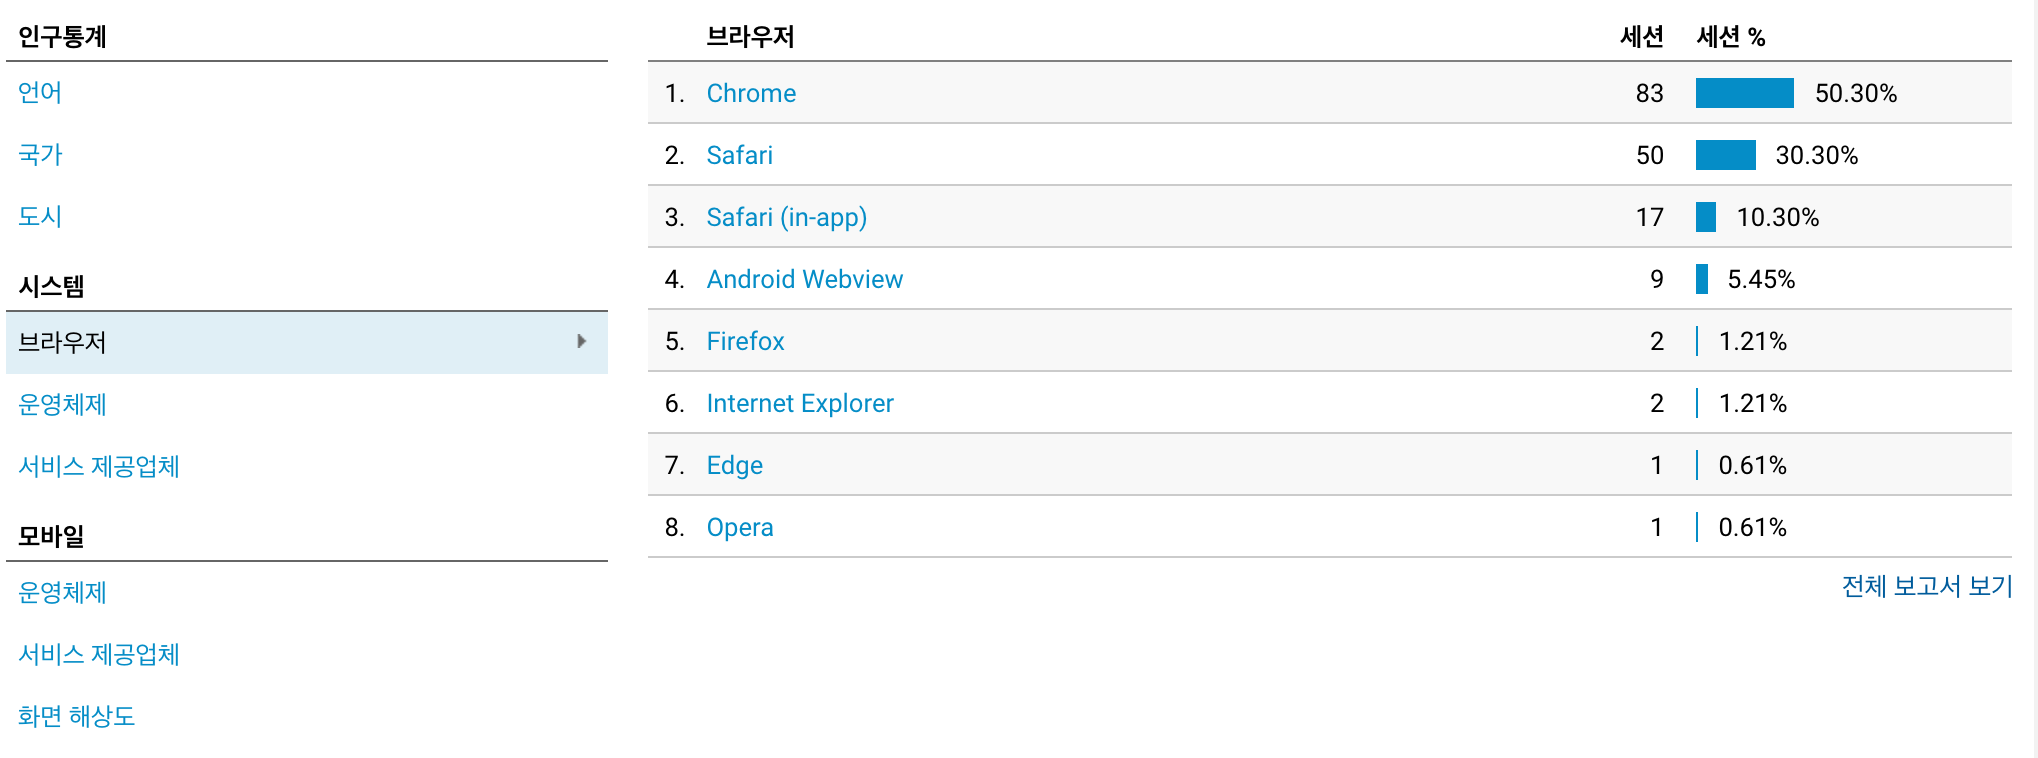 인구통계
언어
국가
도시
시스템
브라우저
운영체제
서비스 제공업체
모바일
운영체제
서비스 제공업체
화면 해상도
브라우저 세션 세션 %
1. Chrome 83 50.30%
2. Safari 50 30.30%
3. Safari (in-app) 17 10.30%
4. Android Webview 9 5.45%
5. Firefox 2 1.21%
6. Internet Explorer 2 1.21%
7. Edge 1 0.61%
8. Opera 1 0.61%
전체 보고서 보기